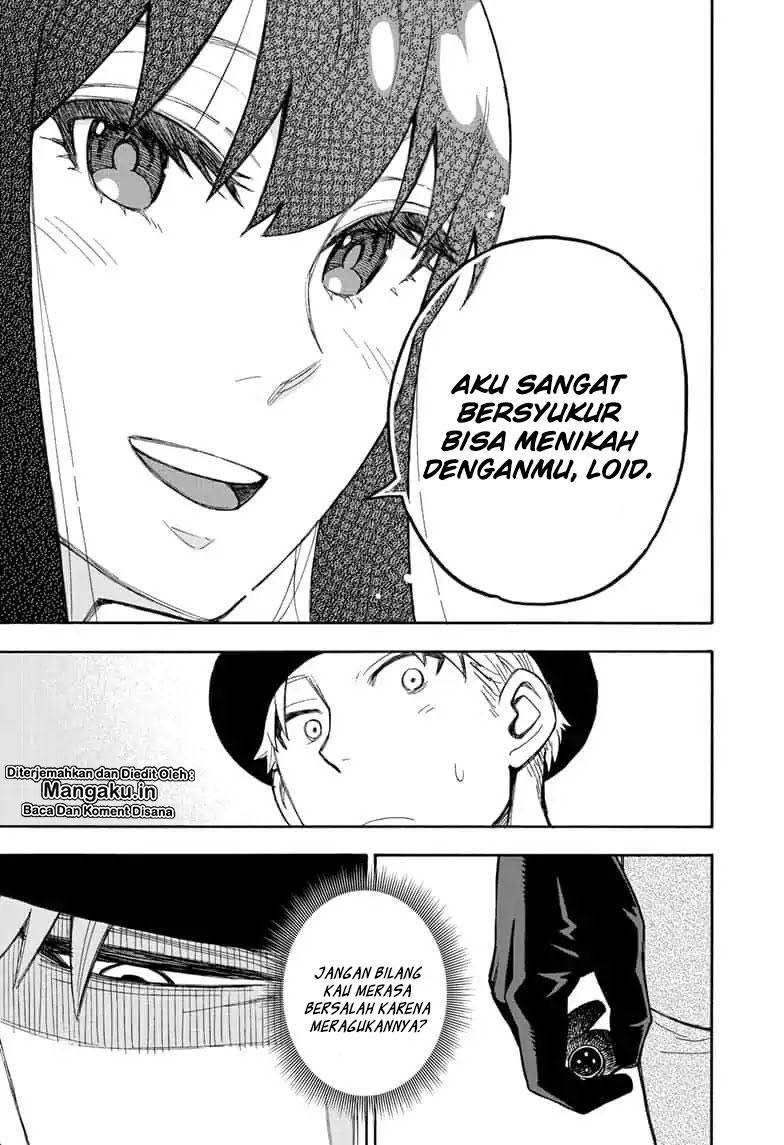 AKU SANGAT
BERSYUKUR
BISA MENIKAH
DENGANMU, LOID.
Diterjemahkan dan Diedit Oleh:
Mangaku.in
Baca Dan Koment Disana
JANGAN BILANG
KAU MERASA
BERSALAH KARENA
MERAGUKANNYA?